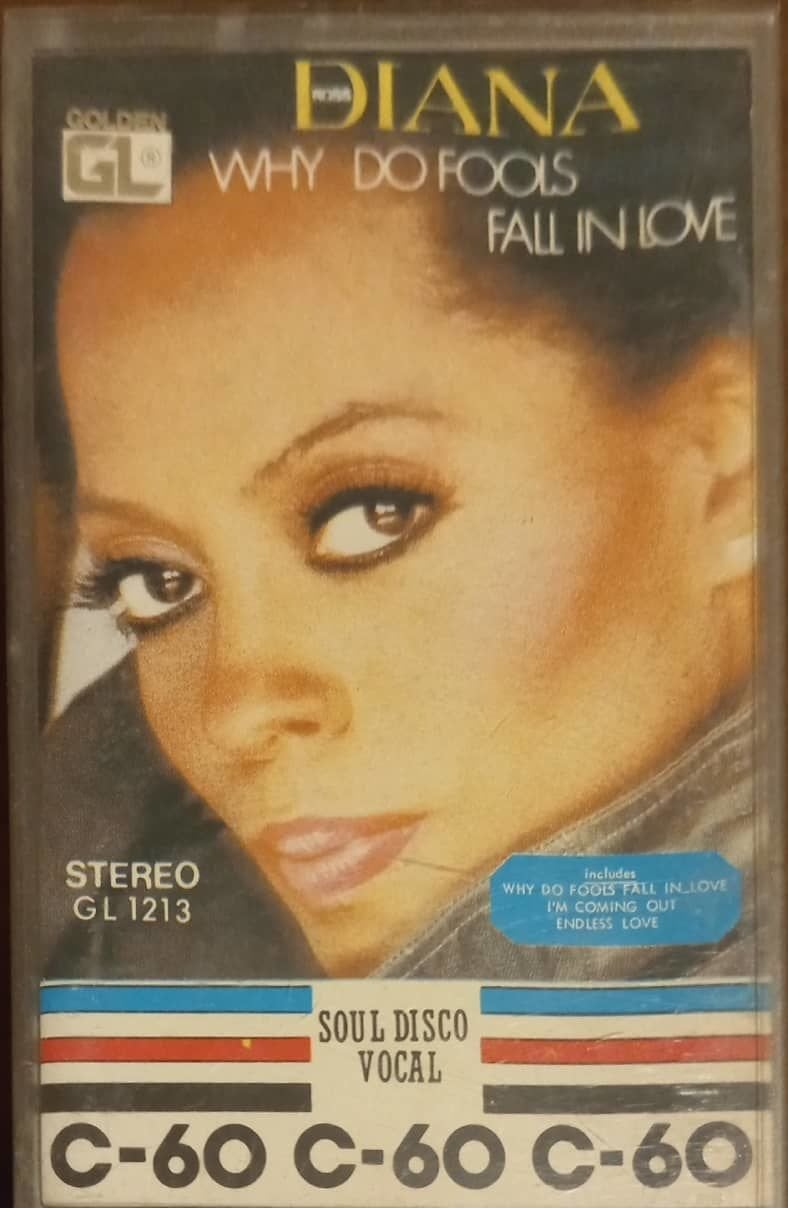 DIANA
ROSS
GOLDEN
GL®
WHY DO FOOLS
FALL IN LOVE
STEREO
GL 1213
includes
WHY DO FOOLS FALL IN LOVE
I'M COMING OUT
ENDLESS LOVE
SOUL DISCO
VOCAL
C-60 C-60 C-60